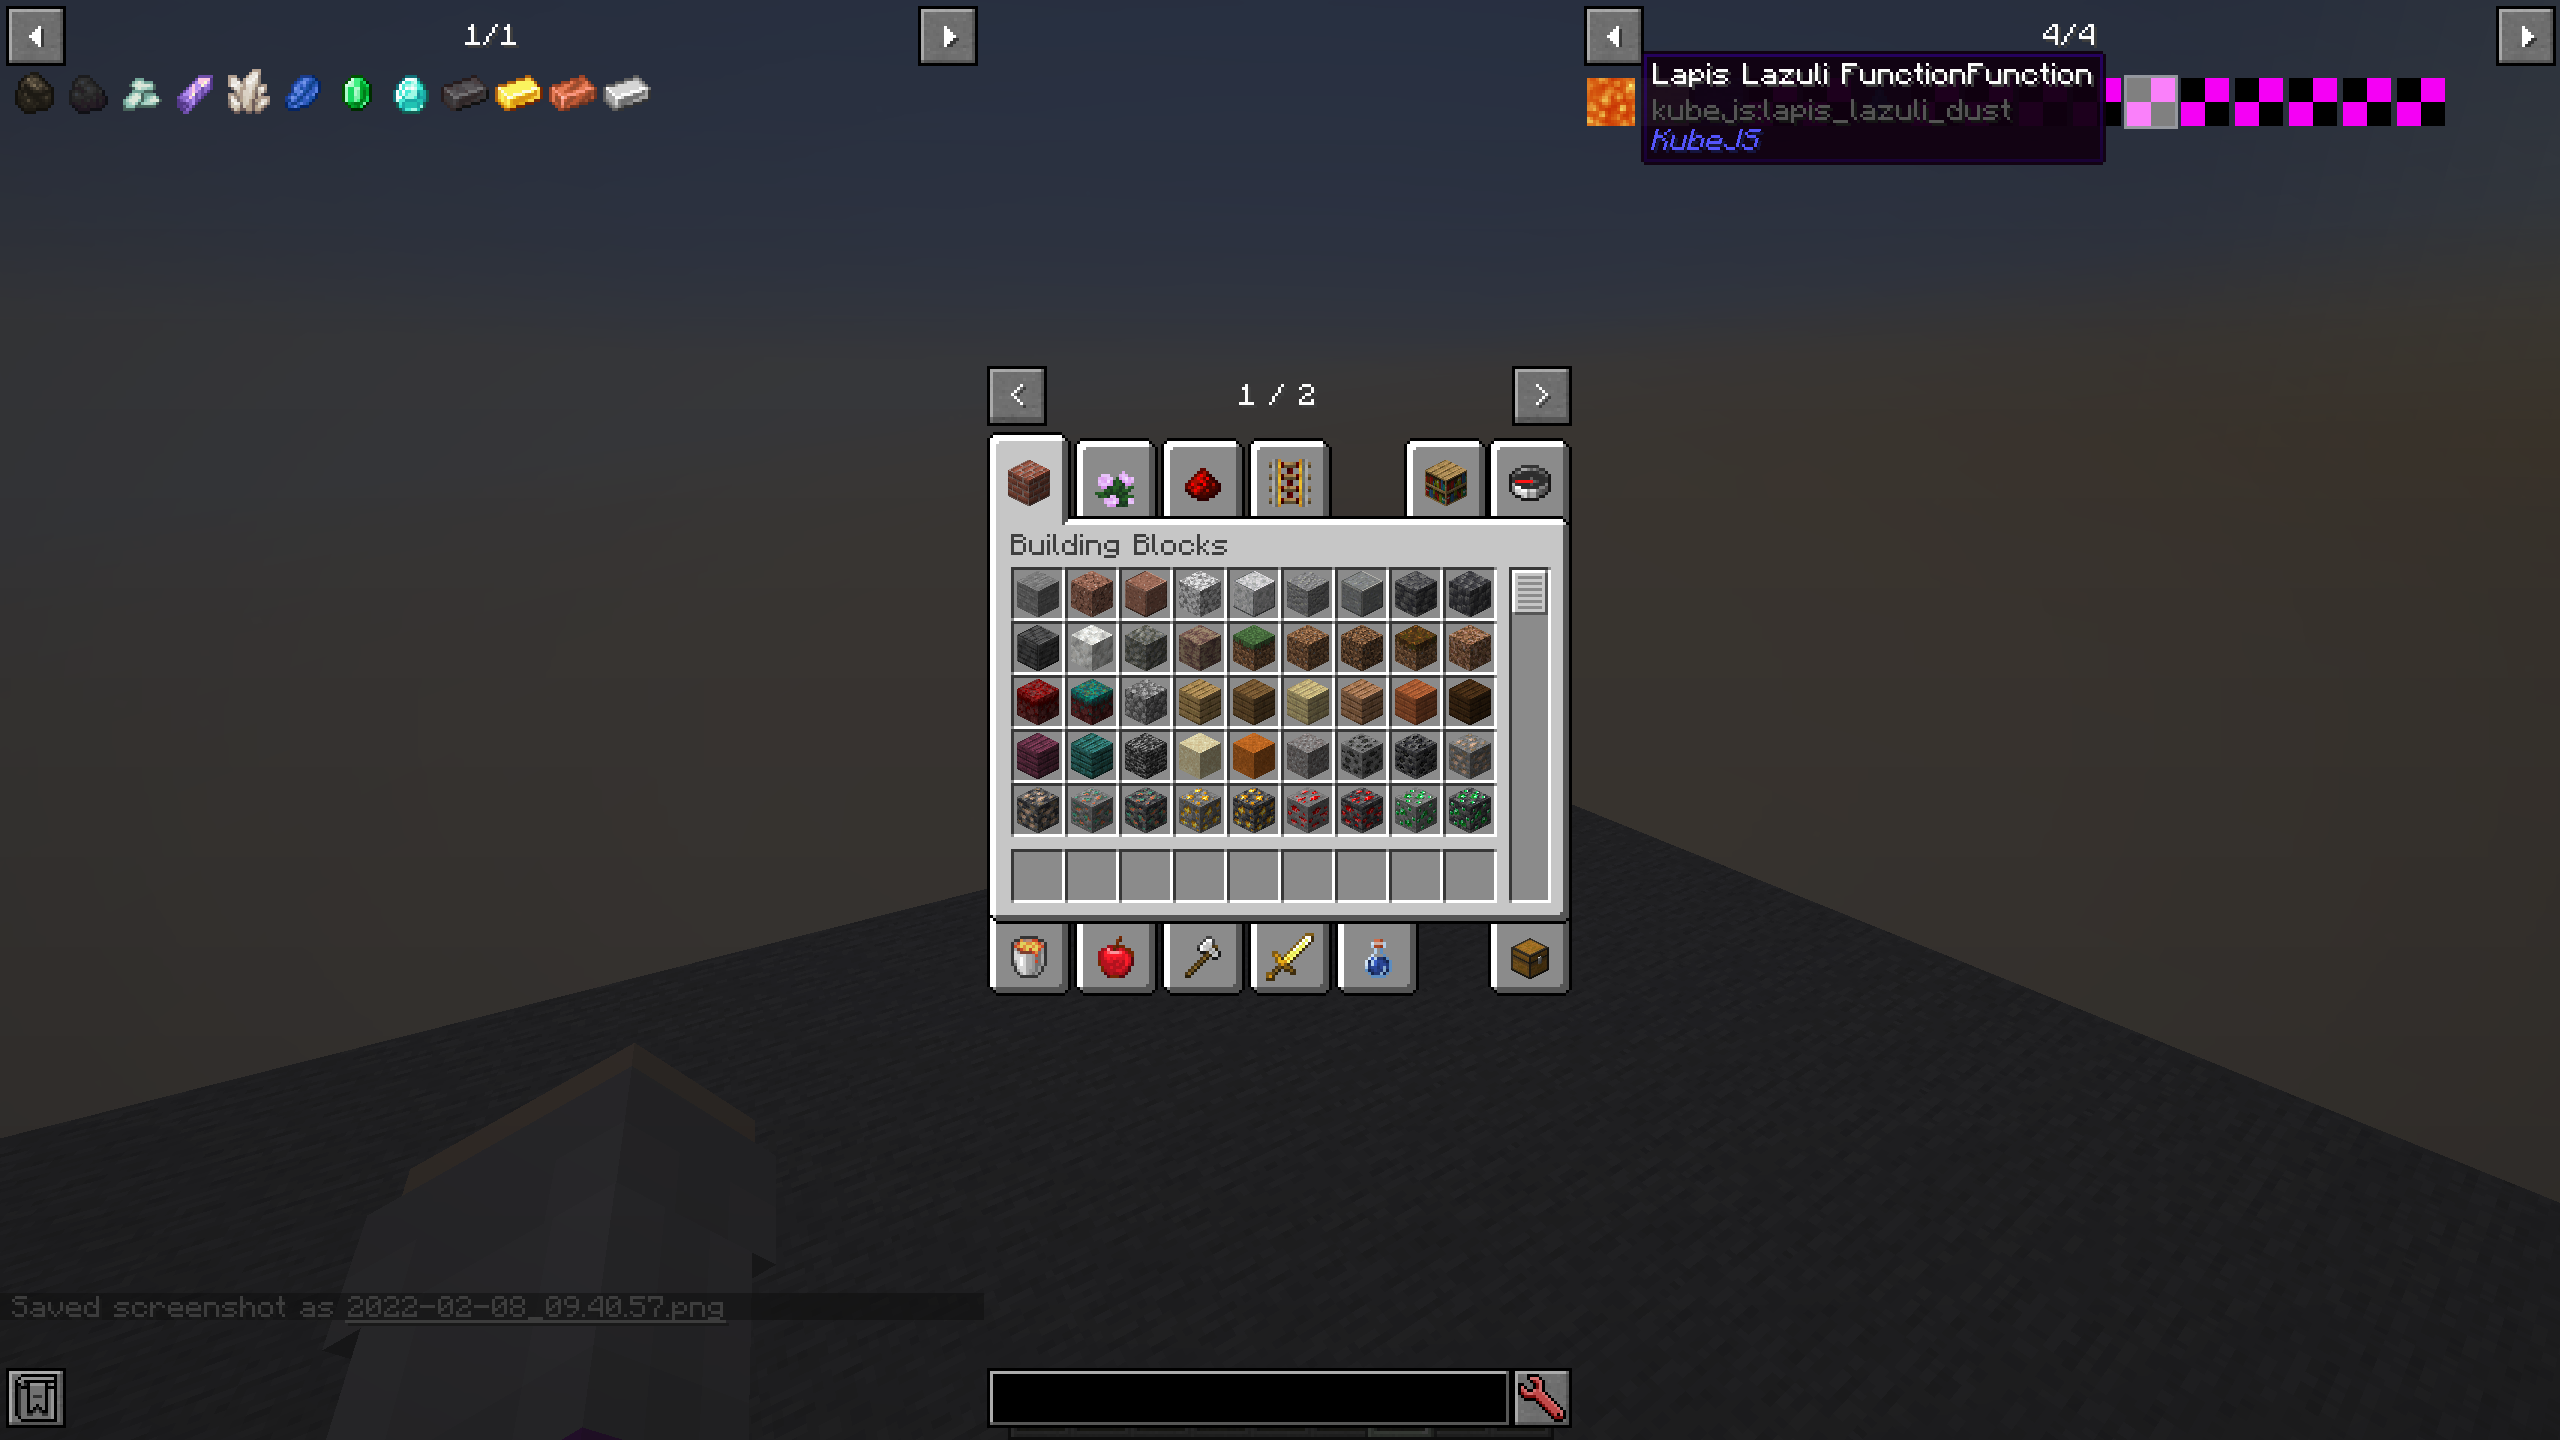 1/1
4/4
Lapis Lazuli FunctionFunction
kubejs:lapis_lazuli_dust
KubeJS
1 / 2
Building Blocks
Saved screenshot as 2022-02-08_09.40.57.png